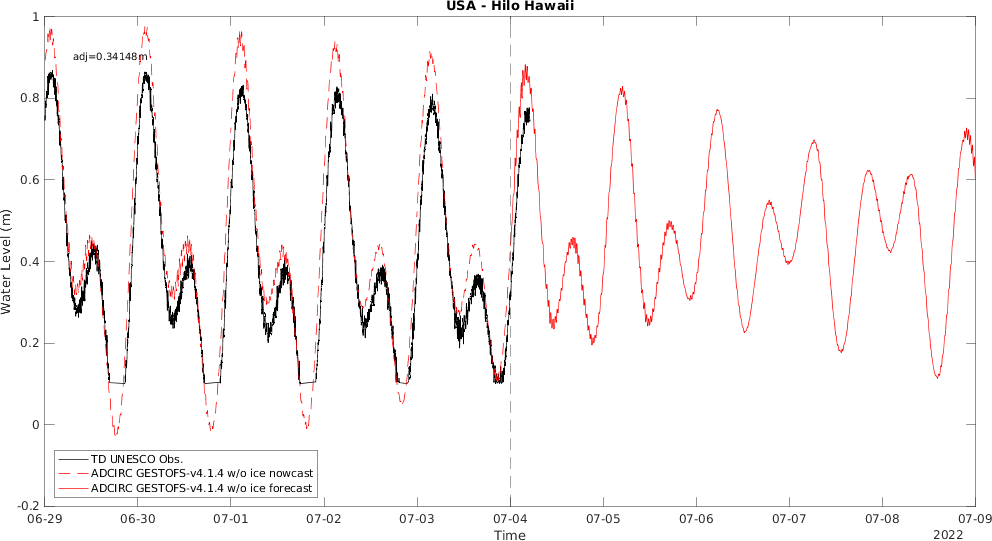 USA - Hilo Hawaii
adj=0.34148m
Water Level (m)
1
0.8
0.6
0.4
0.2
0
-0.2
TD UNESCO Obs.
ADCIRC GESTOFS-v4.1.4 w/o ice nowcast
ADCIRC GESTOFS-v4.1.4 w/o ice forecast
06-29 06-30 07-01 07-02 07-03 07-04 07-05 07-06 07-07 07-08 07-09
Time
2022